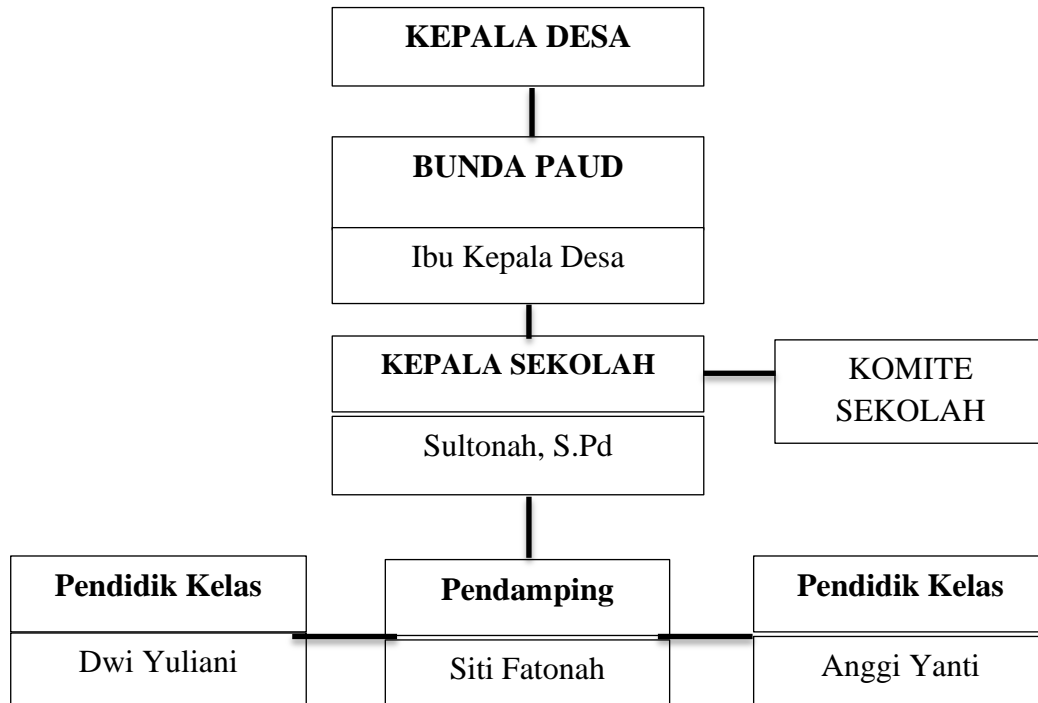 KEPALA DESA
BUNDA PAUD
Ibu Kepala Desa
KEPALA SEKOLAH
Sultonah, S.Pd
KOMITE
SEKOLAH
Pendidik Kelas
Dwi Yuliani
Pendamping
Siti Fatonah
Pendidik Kelas
Anggi Yanti